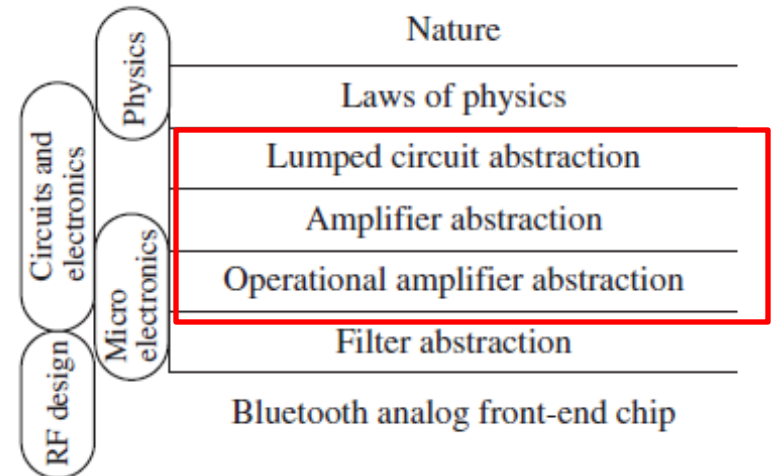 Nature
Physics
Laws of physics
Circuits and
electronics
Lumped circuit abstraction
Amplifier abstraction
Micro
electronics
Operational amplifier abstraction
Filter abstraction
RF design
Bluetooth analog front-end chip